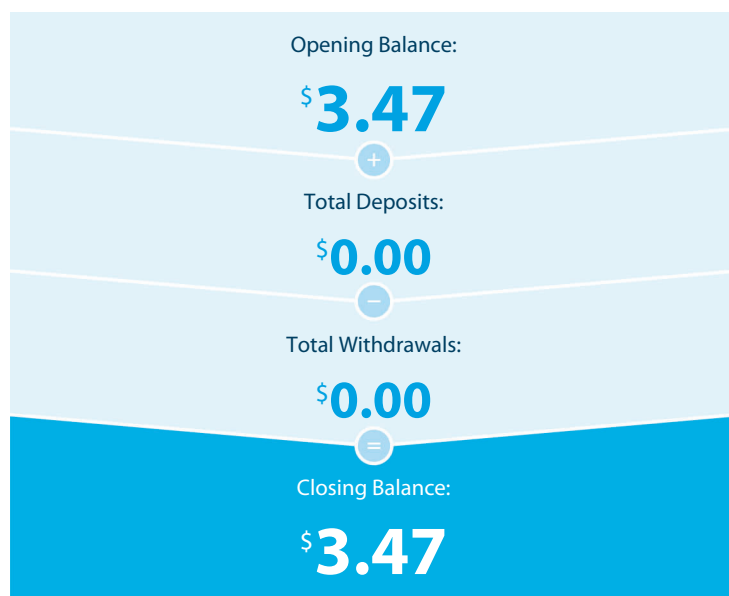 Opening Balance:
$3.47
+
Total Deposits:
$0.00
−
Total Withdrawals:
$0.00
=
Closing Balance:
$3.47